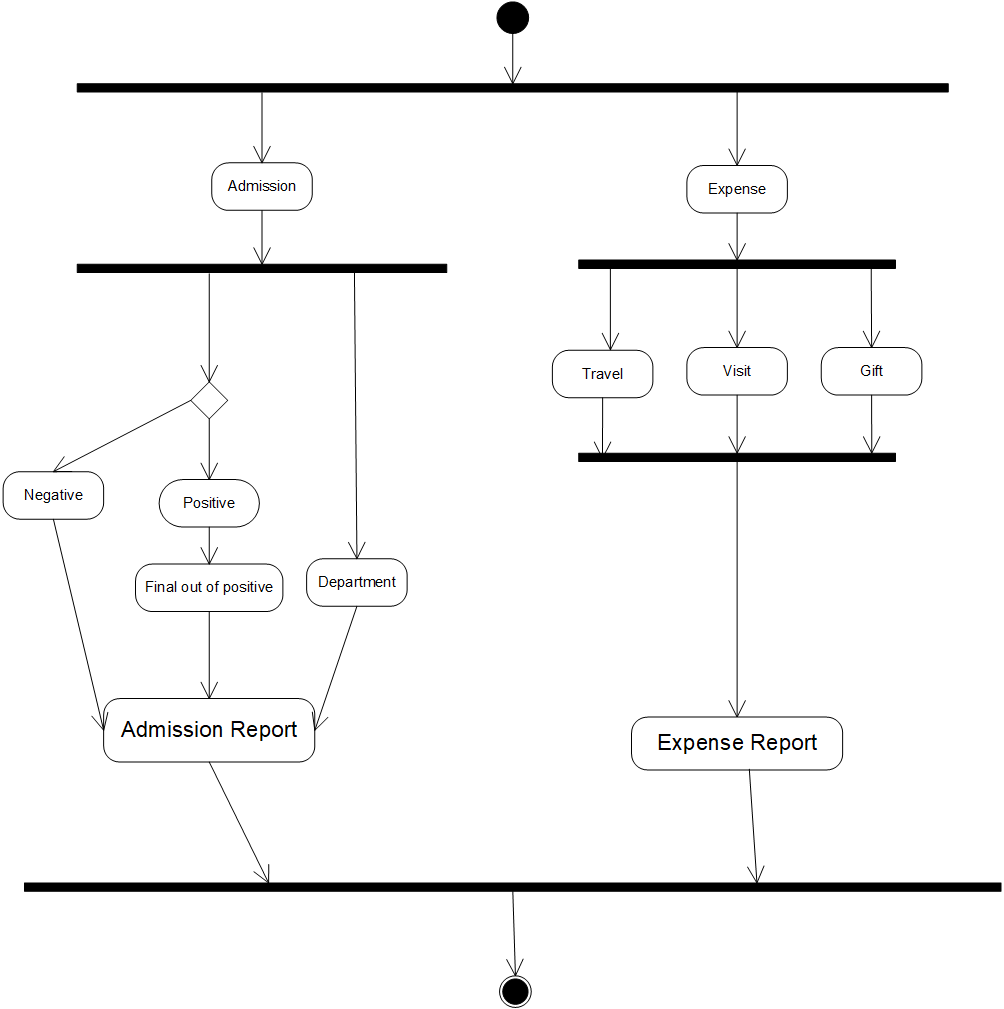 Admission
Expense
Travel
Visit
Gift
Negative
Positive
Final out of positive
Department
Admission Report
Expense Report